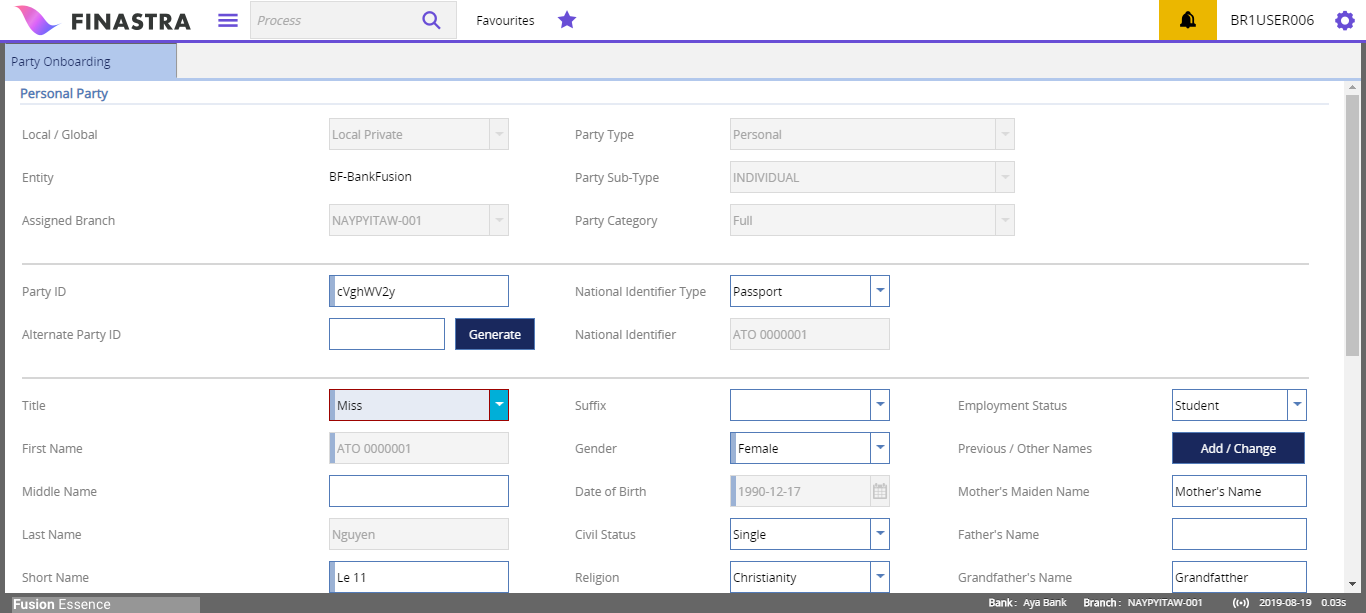 FINASTRA Process Favourites BR1USER006
Party Onboarding
Personal Party
Local / Global Local Private Party Type Personal
Entity BF-BankFusion Party Sub-Type INDIVIDUAL
Assigned Branch NAYPYITAW-001 Party Category Full
Party ID cVghWV2y National Identifier Type Passport
Alternate Party ID Generate National Identifier ATO 0000001
Title Miss Suffix Employment Status Student
First Name ATO 0000001 Gender Female Previous / Other Names Add / Change
Middle Name Date of Birth 1990-12-17 Mother's Maiden Name Mother's Name
Last Name Nguyen Civil Status Single Father's Name
Short Name Le 11 Religion Christianity Grandfather's Name Grandfatther
Fusion Essence Bank : Aya Bank Branch : NAYPYITAW-001 2019-08-19 0.03s